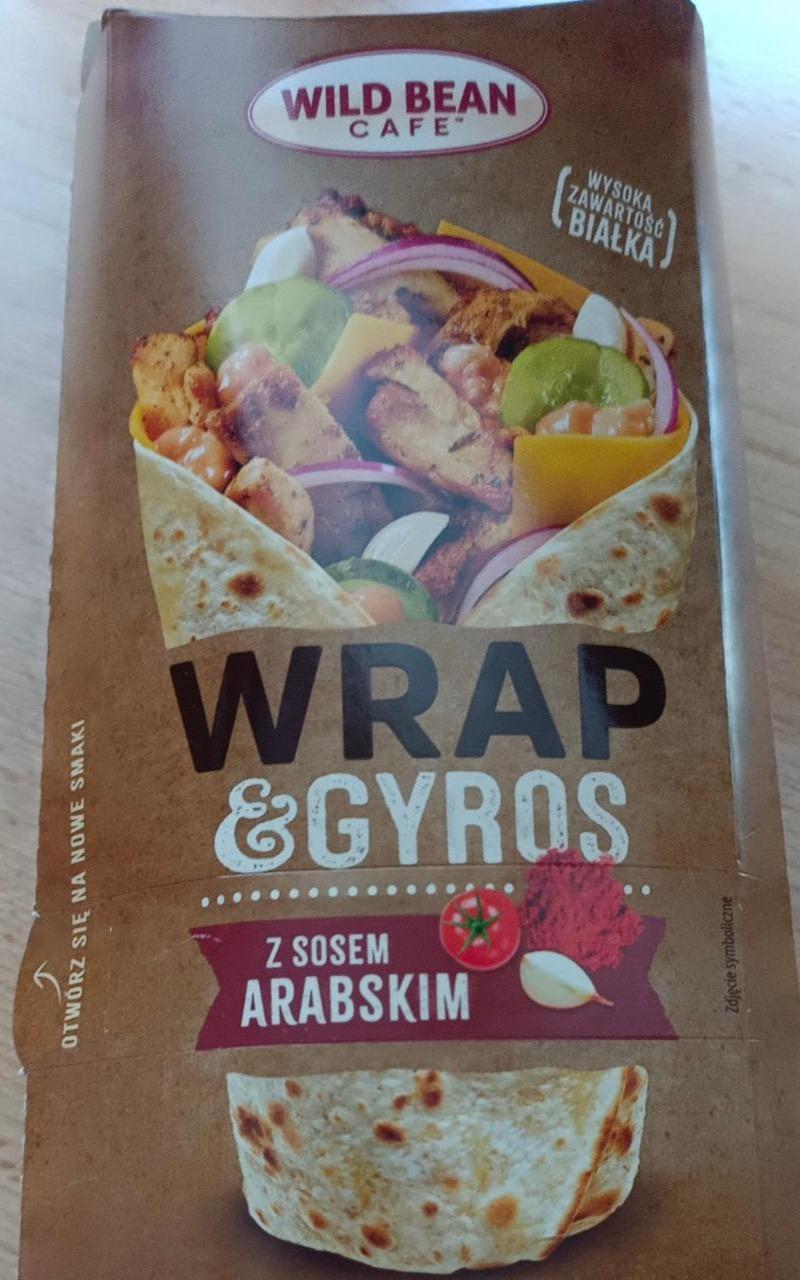 WILD BEAN
CAFE™
WYSOKA
ZAWARTOŚĆ
BIAŁKA
WRAP
&GYROS
Z SOSEM
ARABSKIM
OTWÓRZ SIĘ NA NOWE SMAKI
Zdjęcie symboliczne